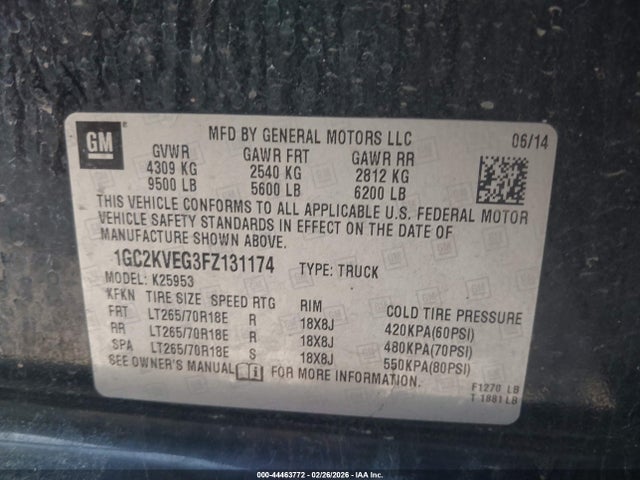 GM
MFD BY GENERAL MOTORS LLC 06/14
GVWR GAWR FRT GAWR RR
4309 KG 2540 KG 2812 KG
9500 LB 5600 LB 6200 LB
THIS VEHICLE CONFORMS TO ALL APPLICABLE U.S. FEDERAL MOTOR
VEHICLE SAFETY STANDARDS IN EFFECT ON THE DATE OF
MANUFACTURE SHOWN ABOVE.
1GC2KVEG3FZ131174 TYPE: TRUCK
MODEL: K25953
KFKN TIRE SIZE SPEED RTG RIM COLD TIRE PRESSURE
FRT LT265/70R18E R 18X8J 420KPA(60PSI)
RR LT265/70R18E R 18X8J 480KPA(70PSI)
SPA LT265/70R18E S 18X8J 550KPA(80PSI)
SEE OWNER'S MANUAL FOR MORE INFORMATION.
F1270 LB
T 1881 LB
000-44463772 - 02/26/2026 - IAA Inc.